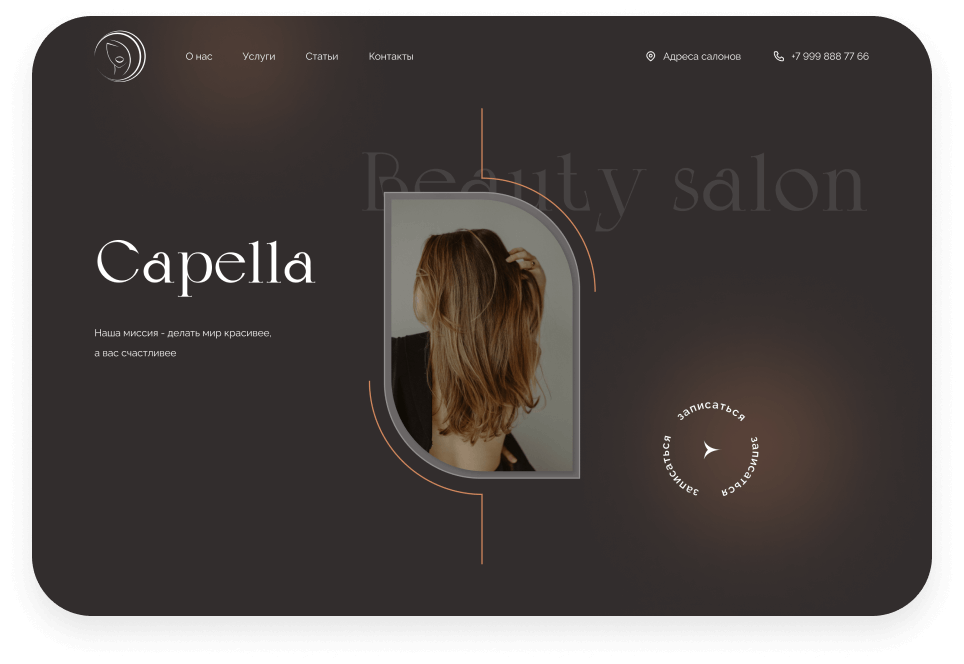 О нас
Услуги
Статьи
Контакты
Адреса салонов
+7 999 888 77 66
Beauty salon
Capella
Наша миссия - делать мир красивее,
а вас счастливее
записаться
записаться
записаться